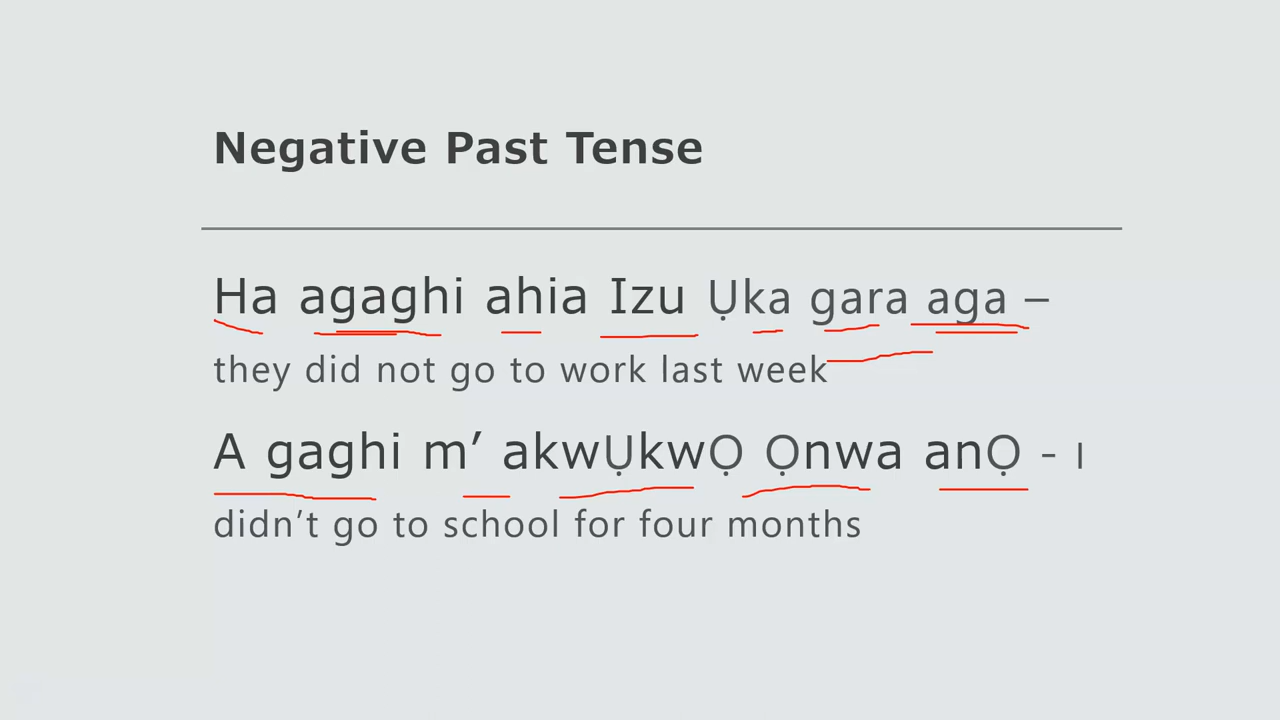 Negative Past Tense
Ha agaghi ahia Izu Ụka gara aga –
they did not go to work last week
A gaghi m’ akwỤkwỌ Ọnwa anỌ - I
didn’t go to school for four months